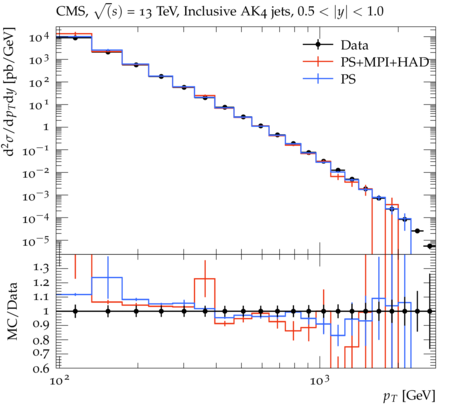 CMS, √(s) = 13 TeV, Inclusive AK4 jets, 0.5 < |y| < 1.0
d²σ/dp_T dy [pb/GeV]
10⁴
10³
10²
10¹
1
10⁻¹
10⁻²
10⁻³
10⁻⁴
10⁻⁵
Data
PS+MPI+HAD
PS
MC/Data
1.3
1.2
1.1
1
0.9
0.8
0.7
0.6
10²
10³
p_T [GeV]